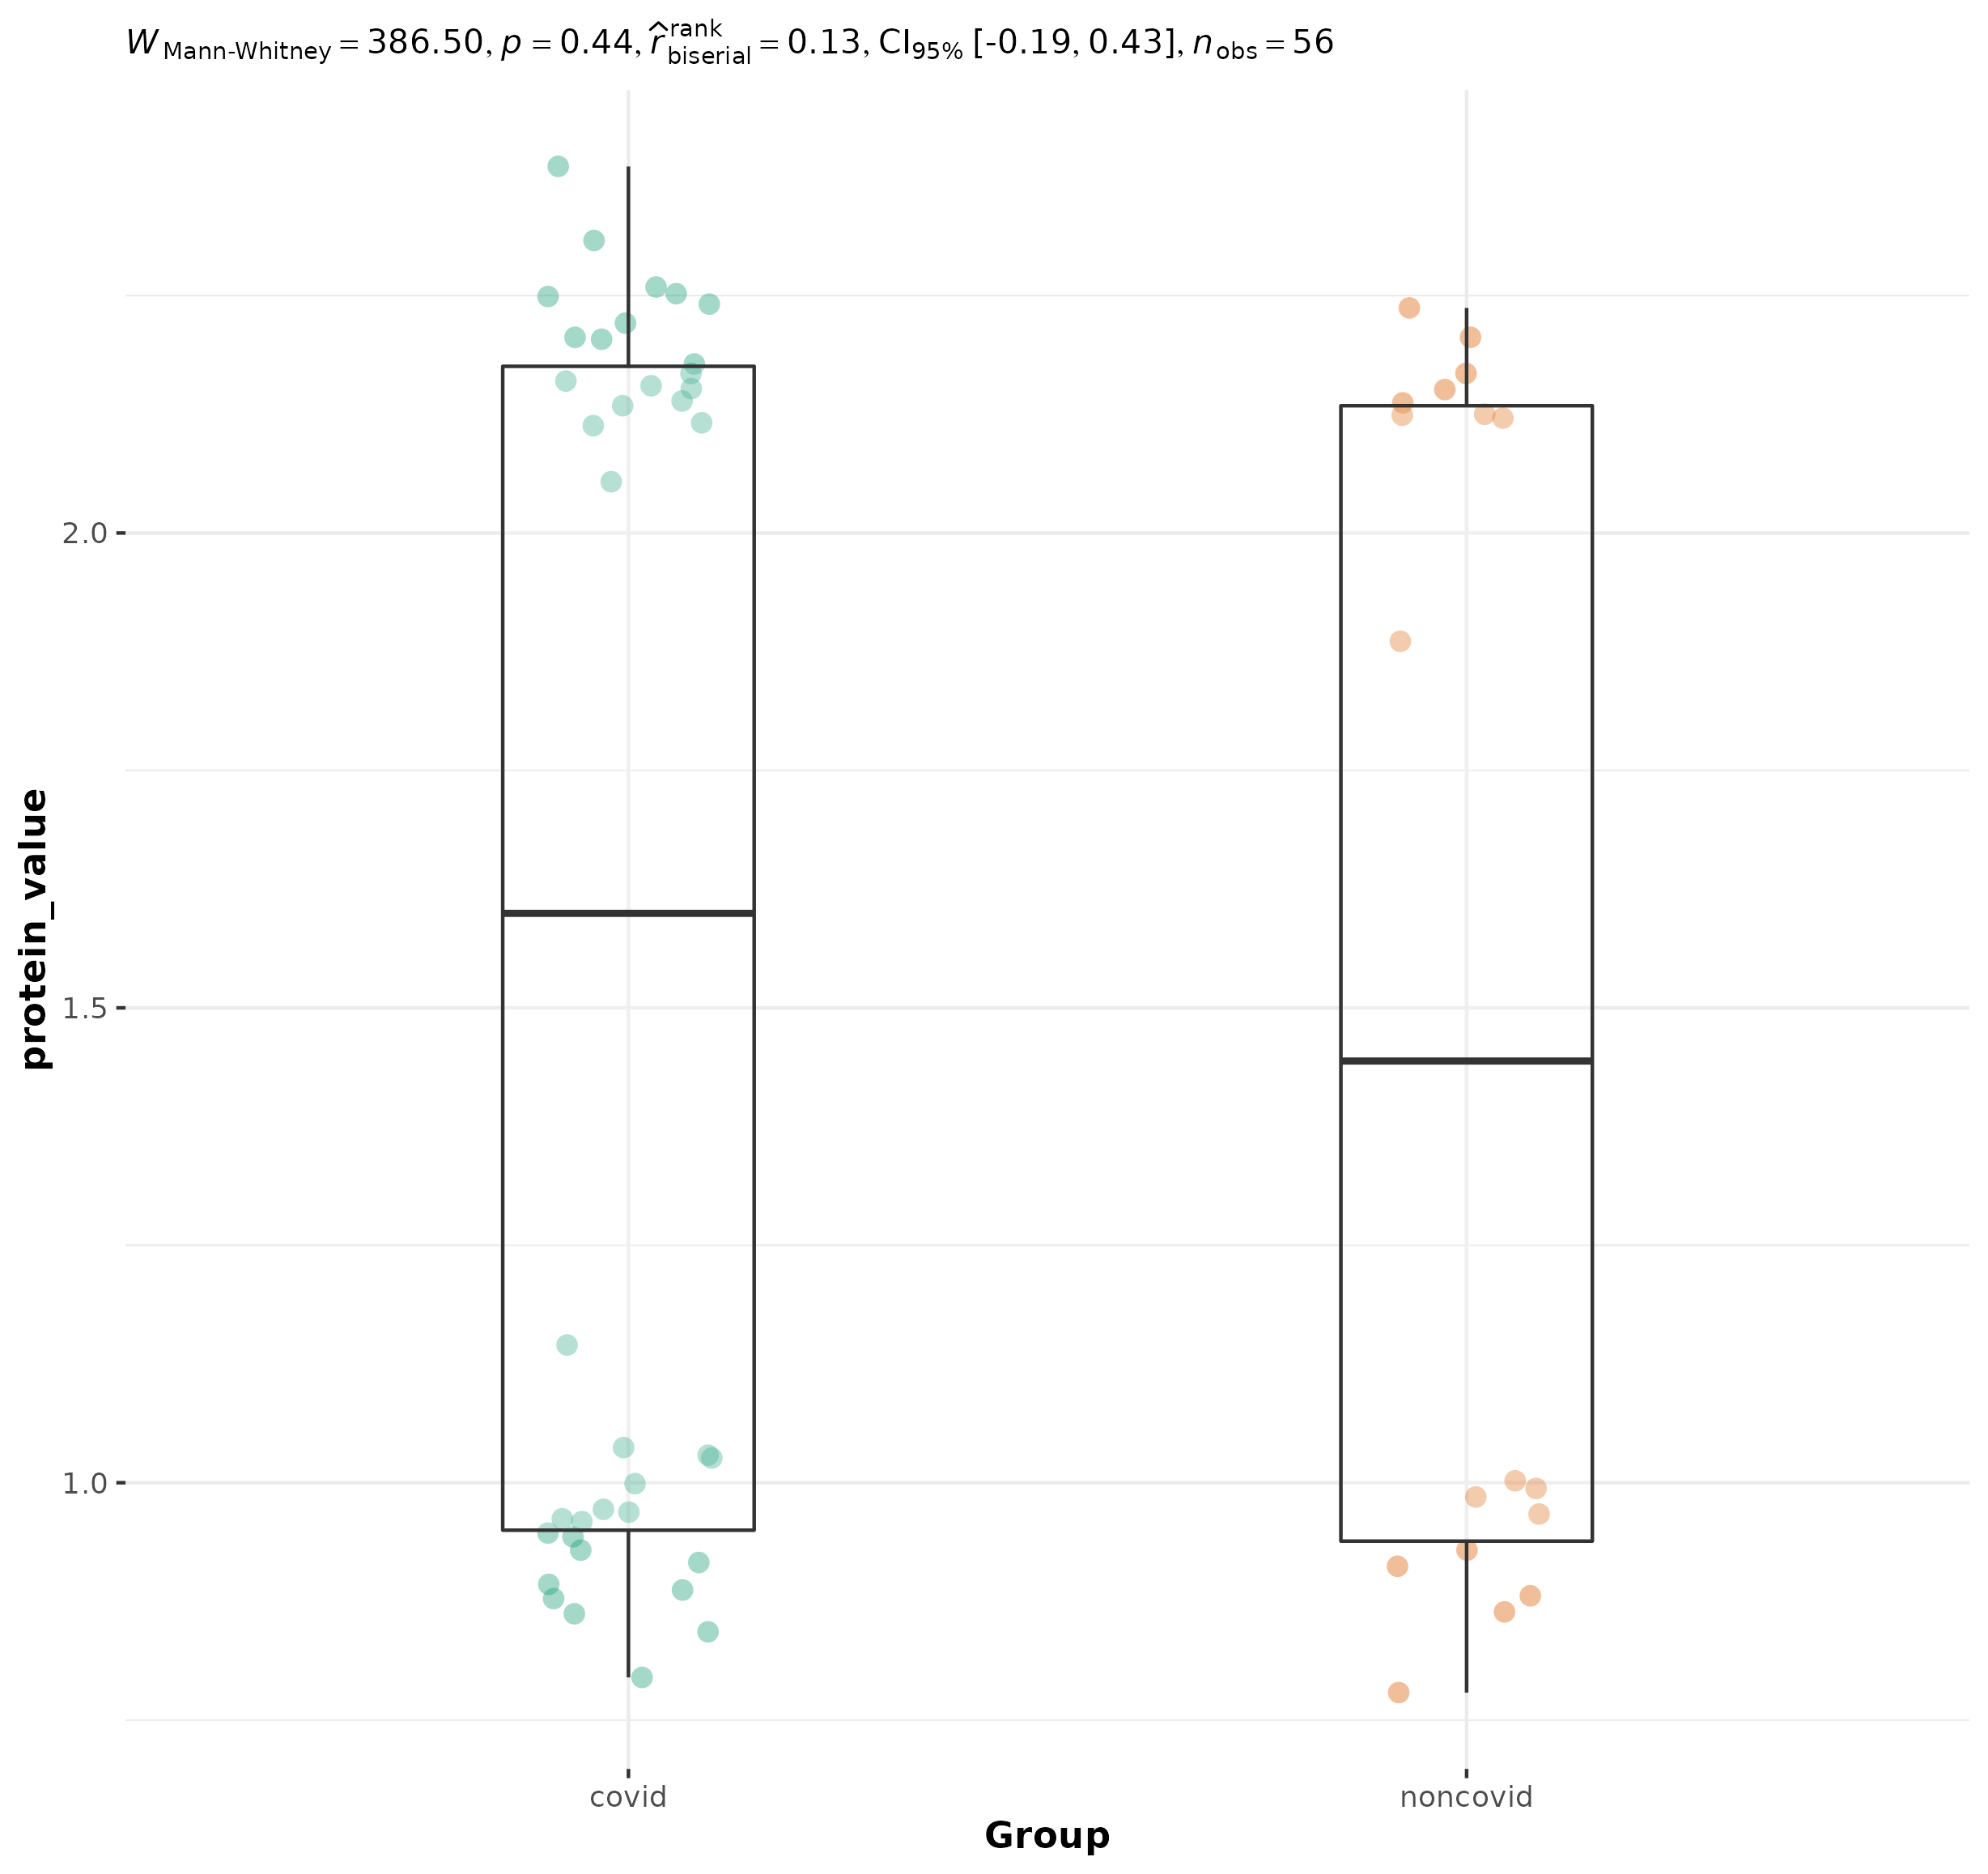 W Mann-Whitney = 386.50, p = 0.44, r̂ rank biserial = 0.13, CI95% [-0.19, 0.43], nobs = 56
protein_value
2.0
1.5
1.0
covid noncovid
Group